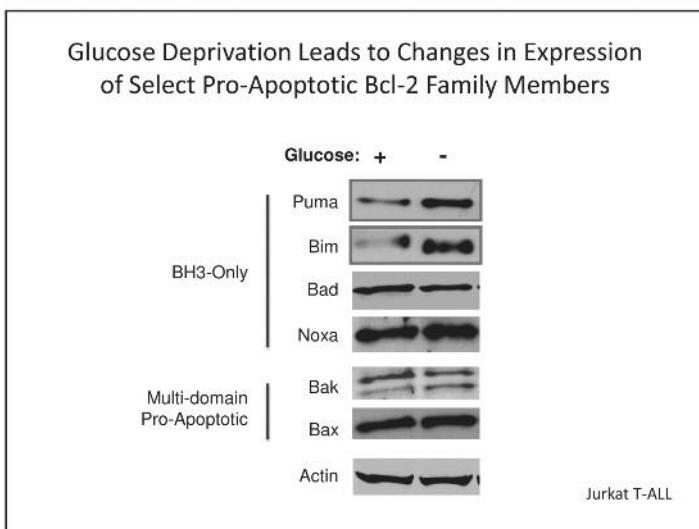 Glucose Deprivation Leads to Changes in Expression
of Select Pro-Apoptotic Bcl-2 Family Members
Glucose: + -
Puma
Bim
BH3-Only
Bad
Noxa
Bak
Multi-domain
Pro-Apoptotic
Bax
Actin
Jurkat T-ALL